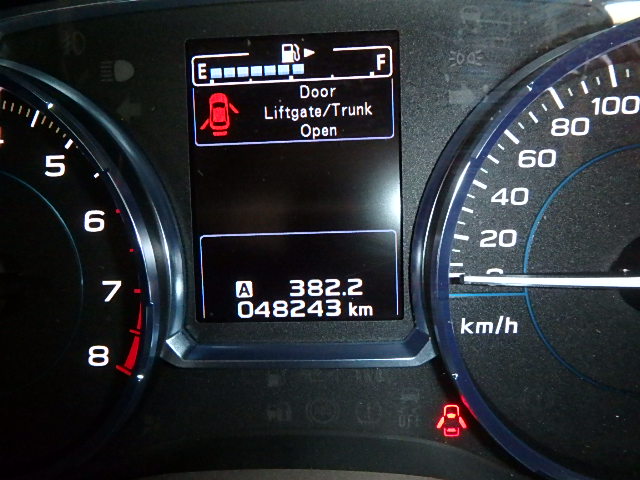 E F
Door
Liftgate/Trunk
Open
A 382.2
048243 km
5
6
7
8
100
80
60
40
20
0
km/h
OFF